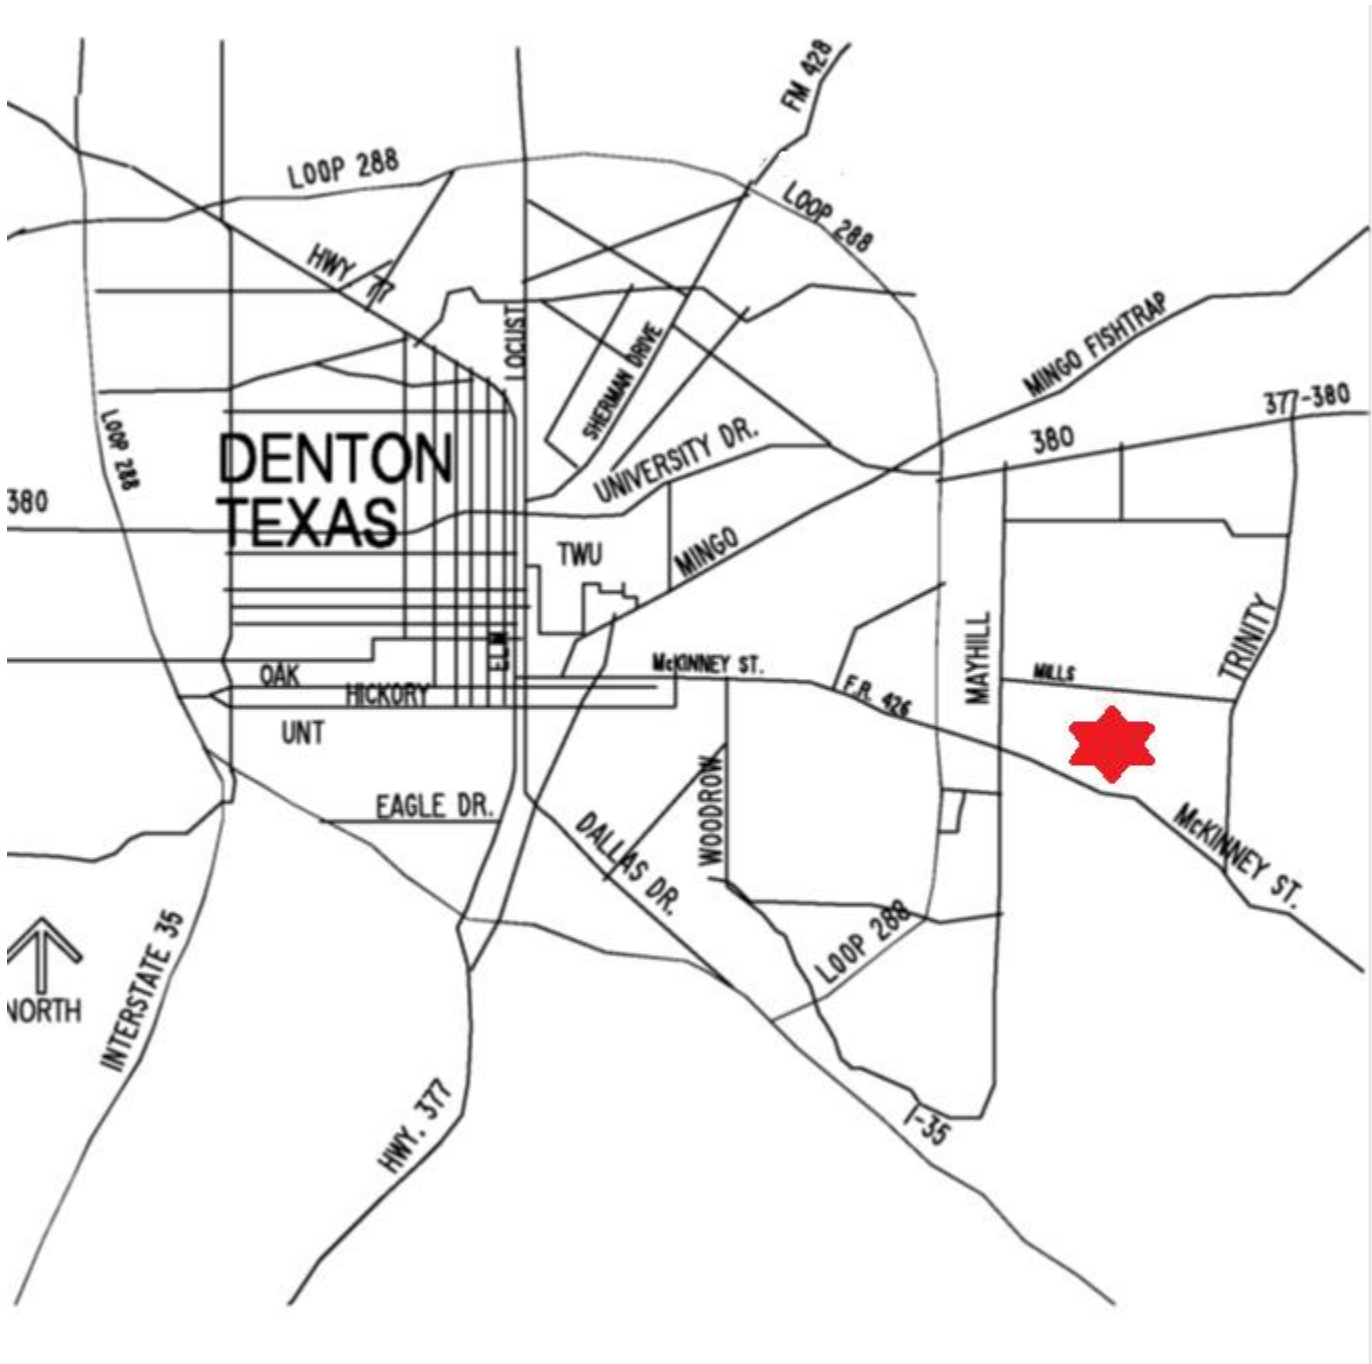 FM 428
LOOP 288
LOOP 288
HWY 77
LOCUST
MINGO FISHTRAP
SHERMAN DRIVE
377-380
LOOP 288
DENTON
TEXAS
UNIVERSITY DR.
380
380
TWU
MINGO
ELM
MAYHILL
TRINITY
OAK
McKINNEY ST.
MILLS
HICKORY
F.R. 426
UNT
EAGLE DR.
WOODROW
DALLAS DR.
McKINNEY ST.
LOOP 288
INTERSTATE 35
NORTH
HWY. 377
I-35